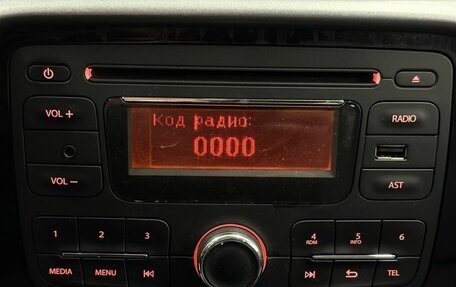 VOL +
VOL –
Код радио:
0000
RADIO
AST
1 2 3
MEDIA MENU
4 RDM 5 INFO 6
TEL